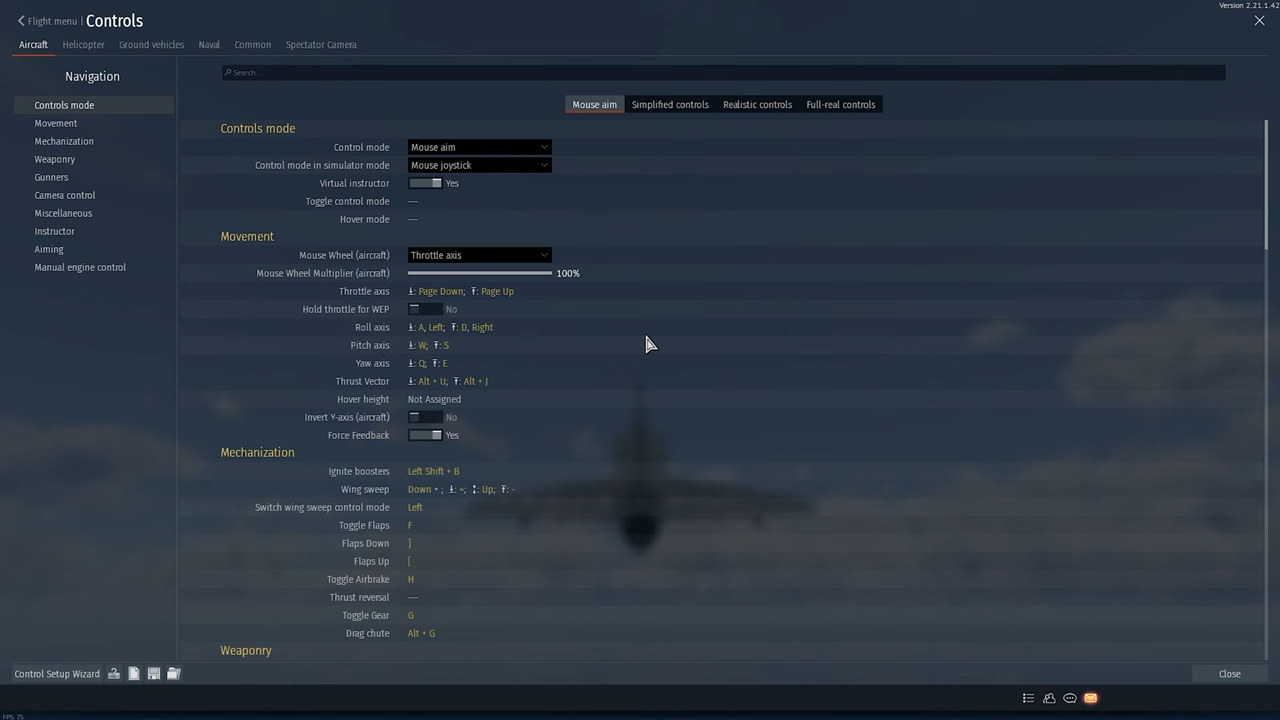 Version 2.21.1.42
Flight menu | Controls
Aircraft Helicopter Ground vehicles Naval Common Spectator Camera
Navigation
Controls mode
Movement
Mechanization
Weaponry
Gunners
Camera control
Miscellaneous
Instructor
Aiming
Manual engine control
Search...
Mouse aim Simplified controls Realistic controls Full-real controls
Controls mode
Control mode Mouse aim
Control mode in simulator mode Mouse joystick
Virtual instructor Yes
Toggle control mode ---
Hover mode ---
Movement
Mouse Wheel (aircraft) Throttle axis
Mouse Wheel Multiplier (aircraft) 100%
Throttle axis ↓: Page Down; ↑: Page Up
Hold throttle for WEP No
Roll axis ↓: A, Left; ↑: D, Right
Pitch axis ↓: W; ↑: S
Yaw axis ↓: Q; ↑: E
Thrust Vector ↓: Alt + U; ↑: Alt + J
Hover height Not Assigned
Invert Y-axis (aircraft) No
Force Feedback Yes
Mechanization
Ignite boosters Left Shift + B
Wing sweep Down + ; ↓: =; ↕: Up; ↑: -
Switch wing sweep control mode Left
Toggle Flaps F
Flaps Down ]
Flaps Up [
Toggle Airbrake H
Thrust reversal ---
Toggle Gear G
Drag chute Alt + G
Weaponry
Control Setup Wizard
Close
FPS: 75